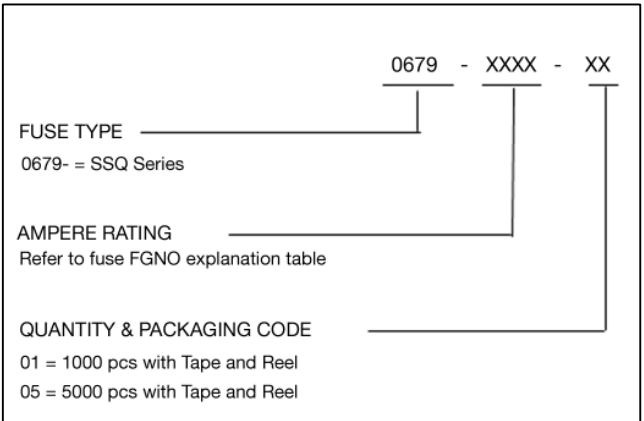 0679 - XXXX - XX
FUSE TYPE
0679- = SSQ Series
AMPERE RATING
Refer to fuse FGNO explanation table
QUANTITY & PACKAGING CODE
01 = 1000 pcs with Tape and Reel
05 = 5000 pcs with Tape and Reel